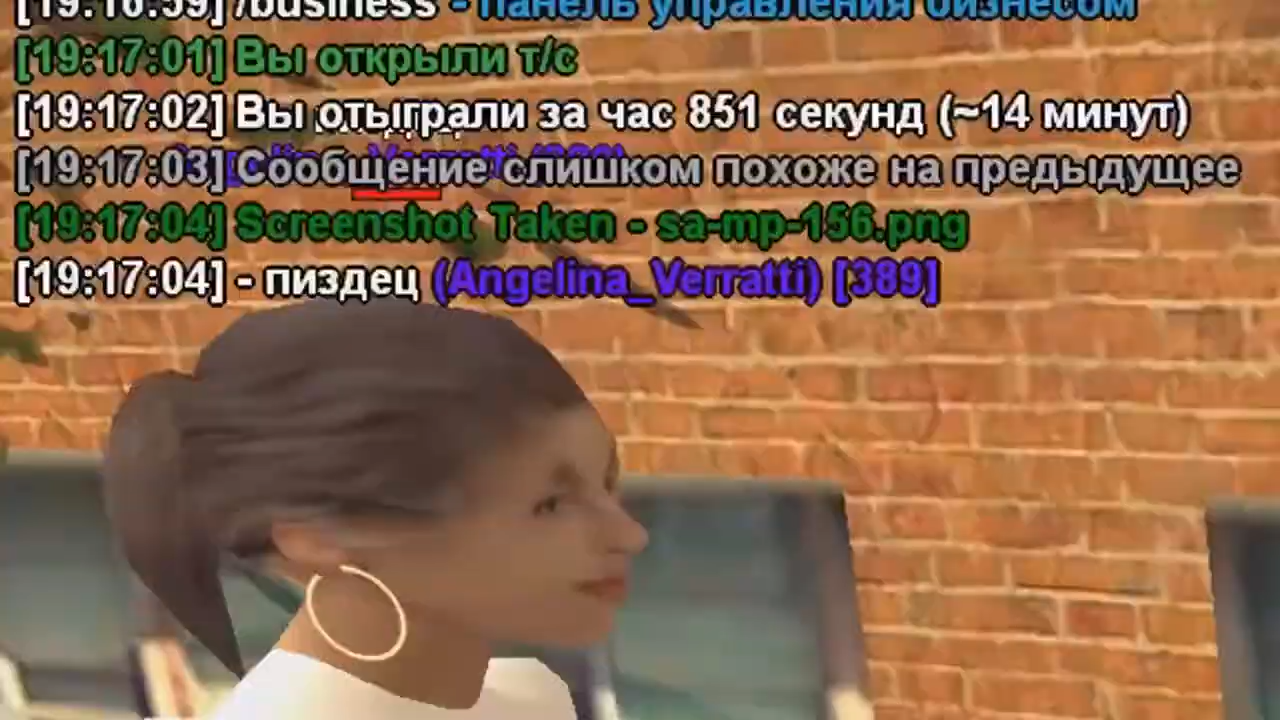 [19:16:59] /business - Панель управления бизнесом
[19:17:01] Вы открыли т/с
[19:17:02] Вы отыграли за час 851 секунд (~14 минут)
[19:17:03] Сообщение слишком похоже на предыдущее
[19:17:04] Screenshot Taken - sa-mp-156.png
[19:17:04] - пиздец (Angelina_Verratti) [389]